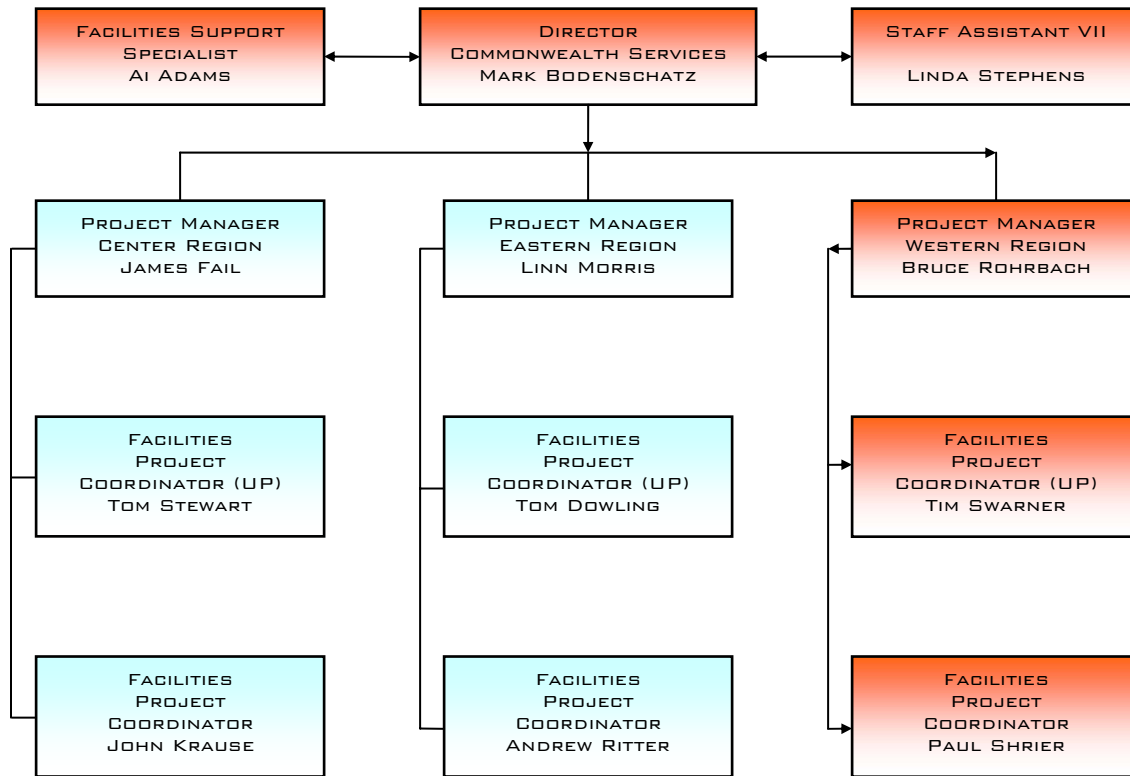 Facilities Support
Specialist
Al Adams
Director
Commonwealth Services
Mark Bodenschatz
Staff Assistant VII
Linda Stephens
Project Manager
Center Region
James Fail
Project Manager
Eastern Region
Linn Morris
Project Manager
Western Region
Bruce Rohrbach
Facilities
Project
Coordinator (UP)
Tom Stewart
Facilities
Project
Coordinator (UP)
Tom Dowling
Facilities
Project
Coordinator (UP)
Tim Swarner
Facilities
Project
Coordinator
John Krause
Facilities
Project
Coordinator
Andrew Ritter
Facilities
Project
Coordinator
Paul Shrier